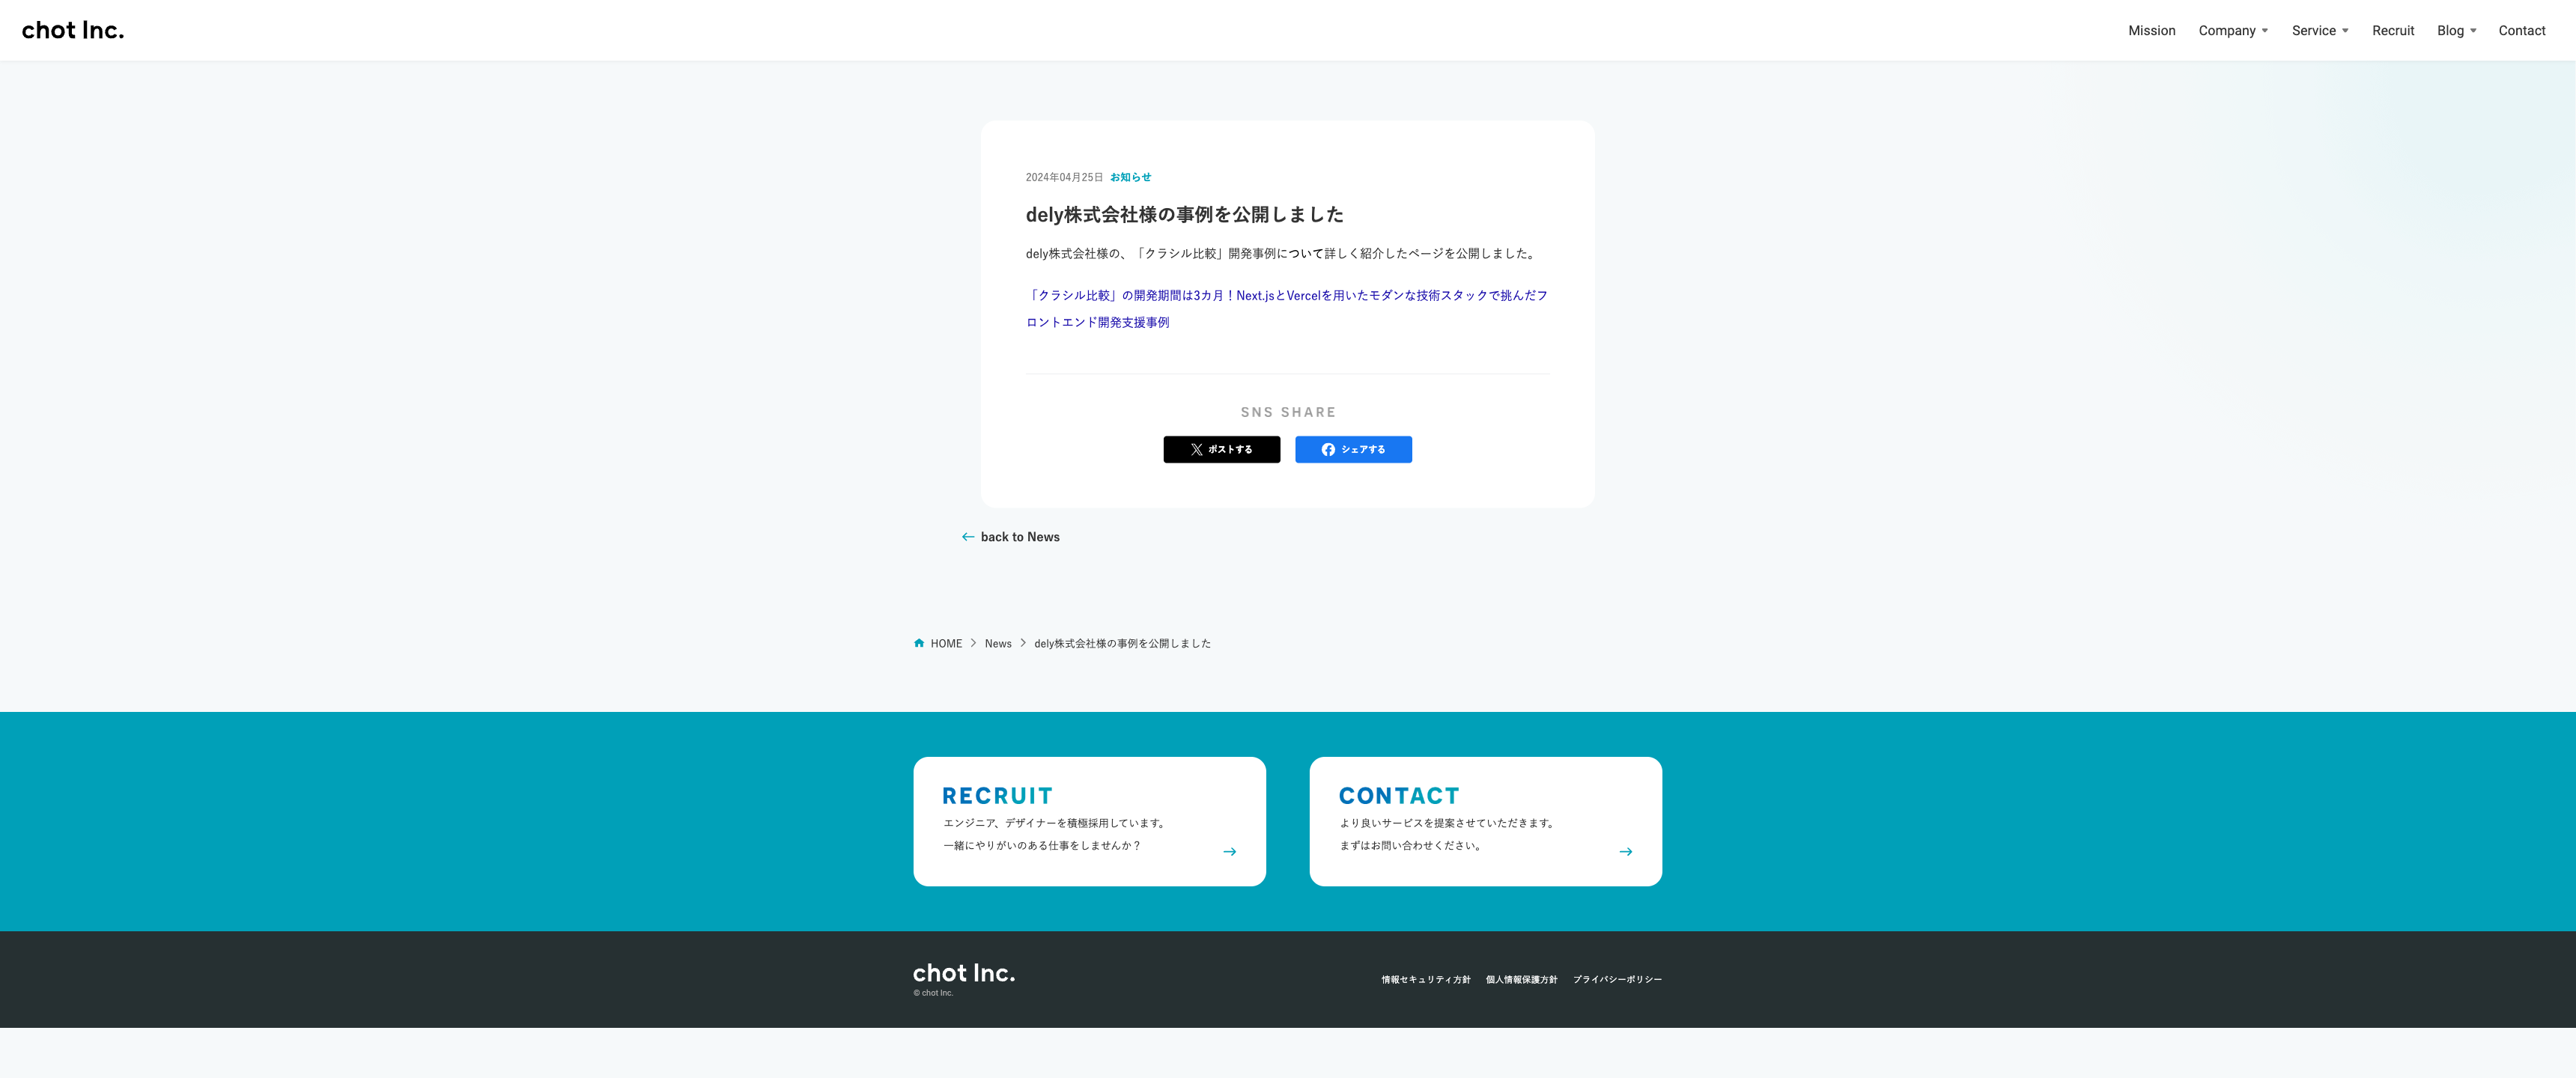 chot Inc.
Mission Company Service Recruit Blog Contact
2024年04月25日 お知らせ
dely株式会社様の事例を公開しました
dely株式会社様の、「クラシル比較」開発事例について詳しく紹介したページを公開しました。
「クラシル比較」の開発期間は3カ月！Next.jsとVercelを用いたモダンな技術スタックで挑んだフ
ロントエンド開発支援事例
SNS SHARE
ポストする シェアする
back to News
HOME News dely株式会社様の事例を公開しました
RECRUIT
エンジニア、デザイナーを積極採用しています。
一緒にやりがいのある仕事をしませんか？
CONTACT
より良いサービスを提案させていただきます。
まずはお問い合わせください。
chot Inc.
© chot Inc.
情報セキュリティ方針 個人情報保護方針 プライバシーポリシー